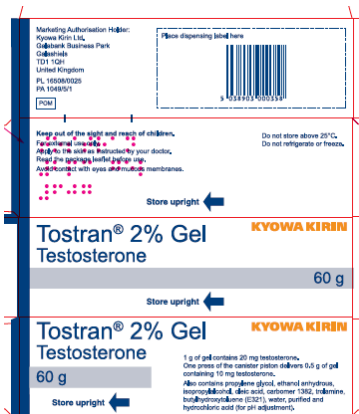 Marketing Authorisation Holder:
Kyowa Kirin Ltd,
Galabank Business Park
Galashiels
TD1 1QH
United Kingdom
PL 16508/0025
PA 1049/5/1
POM
Place dispensing label here
5 034903 000354
Keep out of the sight and reach of children.
For external use only.
Apply to the skin as instructed by your doctor.
Read the package leaflet before use.
Avoid contact with eyes and mucous membranes.
Do not store above 25°C.
Do not refrigerate or freeze.
Store upright
Tostran® 2% Gel
Testosterone
KYOWA KIRIN
60 g
Store upright
Tostran® 2% Gel
Testosterone
60 g
Store upright
KYOWA KIRIN
1 g of gel contains 20 mg testosterone.
One press of the canister piston delivers 0.5 g of gel
containing 10 mg testosterone.
Also contains propylene glycol, ethanol anhydrous,
isopropylalcohol, oleic acid, carbomer 1382, trolamine,
butylhydroxytoluene (E321), water, purified and
hydrochloric acid (for pH adjustment).